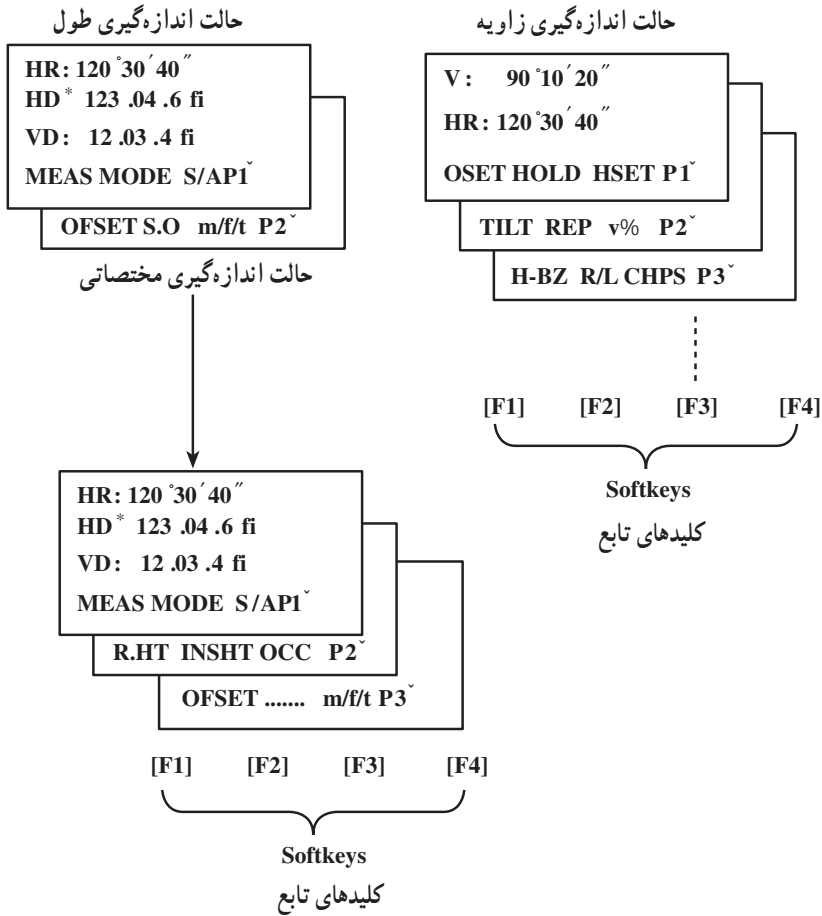 حالت اندازه‌گیری زاویه
V: 90°10′20″
HR: 120°30′40″
OSET HOLD HSET P1ˇ
TILT REP v% P2ˇ
H-BZ R/L CHPS P3ˇ
[F1] [F2] [F3] [F4]
Softkeys
کلیدهای تابع
حالت اندازه‌گیری طول
HR: 120°30′40″
HD* 123 .04 .6 fi
VD: 12 .03 .4 fi
MEAS MODE S/AP1ˇ
OFSET S.O m/f/t P2ˇ
حالت اندازه‌گیری مختصاتی
HR: 120°30′40″
HD* 123 .04 .6 fi
VD: 12 .03 .4 fi
MEAS MODE S/AP1ˇ
R.HT INSHT OCC P2ˇ
OFSET ....... m/f/t P3ˇ
[F1] [F2] [F3] [F4]
Softkeys
کلیدهای تابع